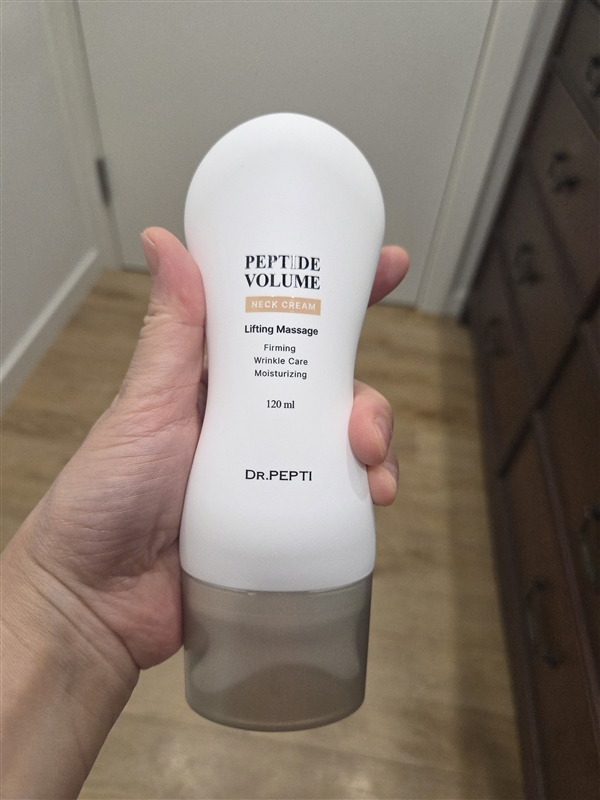 PEPTIDE
VOLUME
NECK CREAM
Lifting Massage
Firming
Wrinkle Care
Moisturizing
120 ml
DR.PEPTI